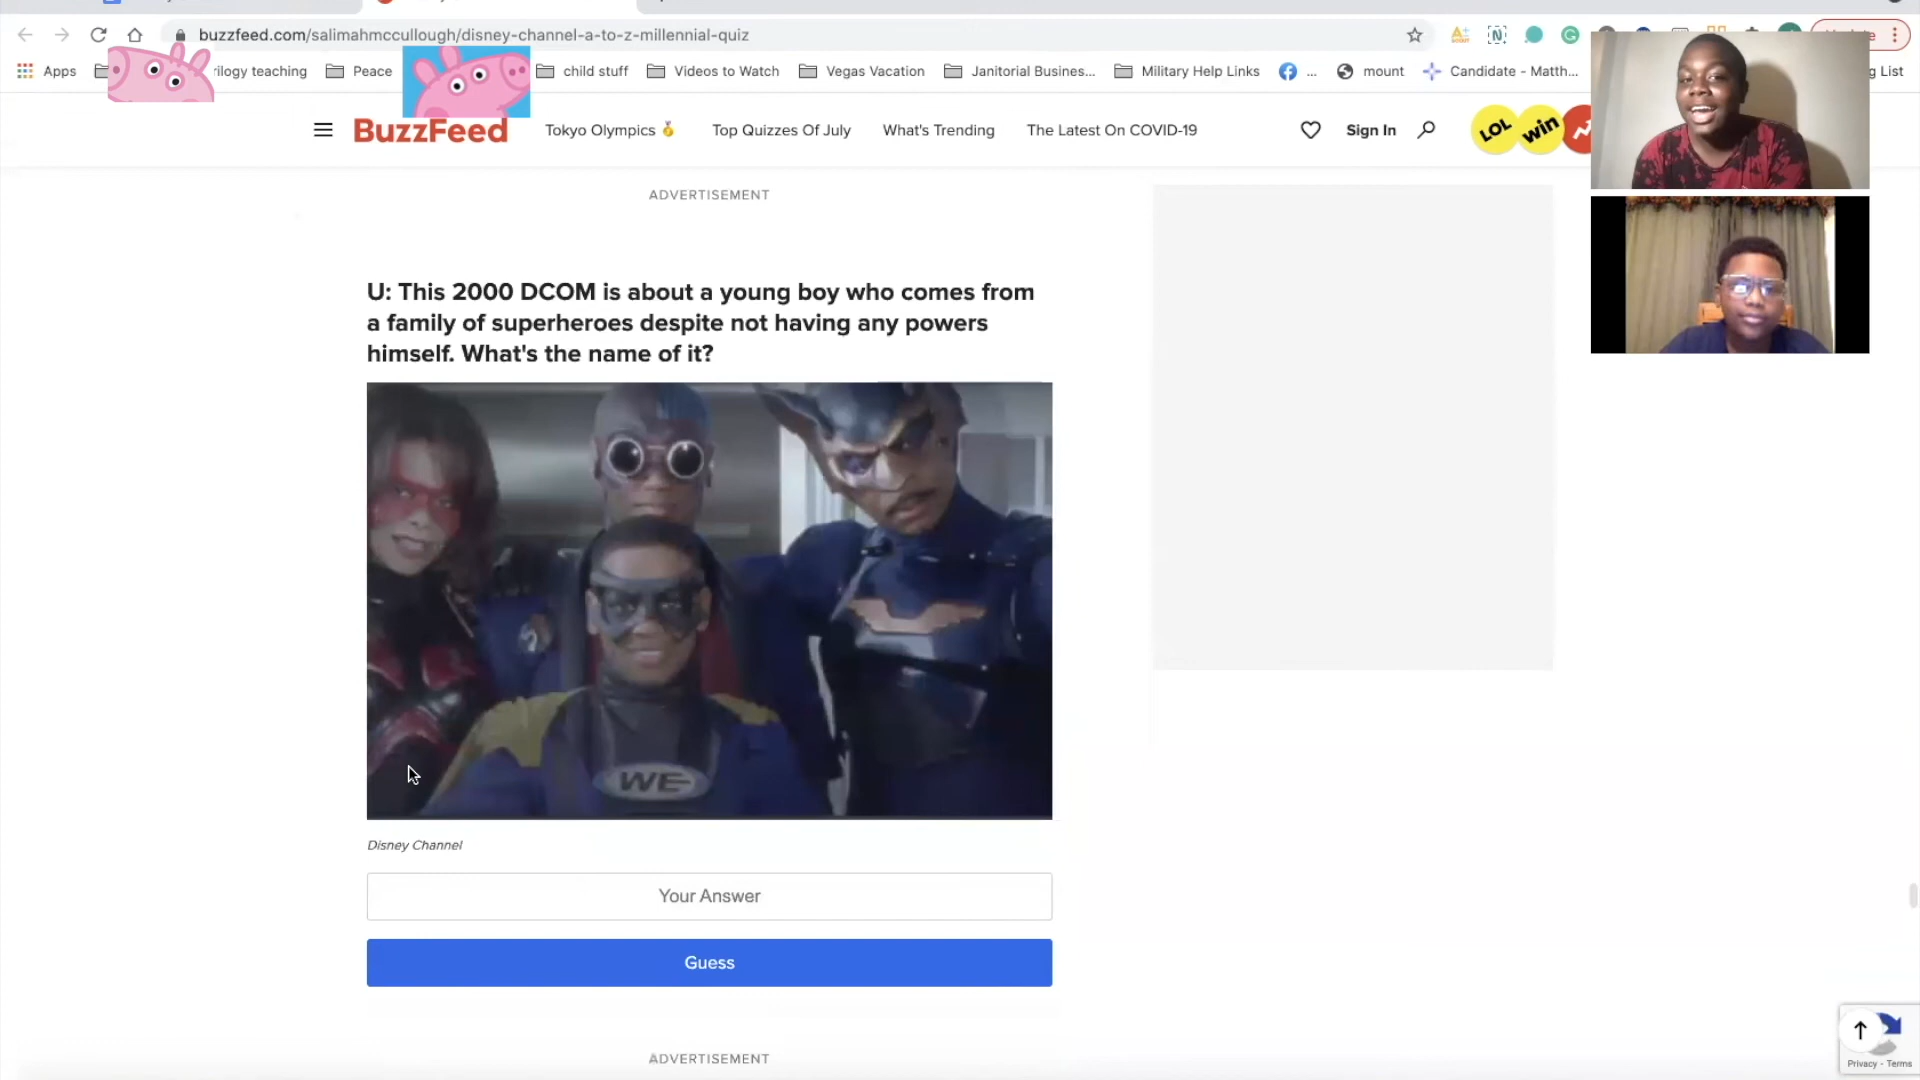 buzzfeed.com/salimahmccullough/disney-channel-a-to-z-millennial-quiz
Apps
rilogy teaching
Peace
child stuff
Videos to Watch
Vegas Vacation
Janitorial Busines...
Military Help Links
...
mount
Candidate - Matth...
g List
BuzzFeed
Tokyo Olympics
Top Quizzes Of July
What's Trending
The Latest On COVID-19
Sign In
LOL
win
ADVERTISEMENT
U: This 2000 DCOM is about a young boy who comes from
a family of superheroes despite not having any powers
himself. What's the name of it?
WE
Disney Channel
Your Answer
Guess
ADVERTISEMENT
Privacy - Terms